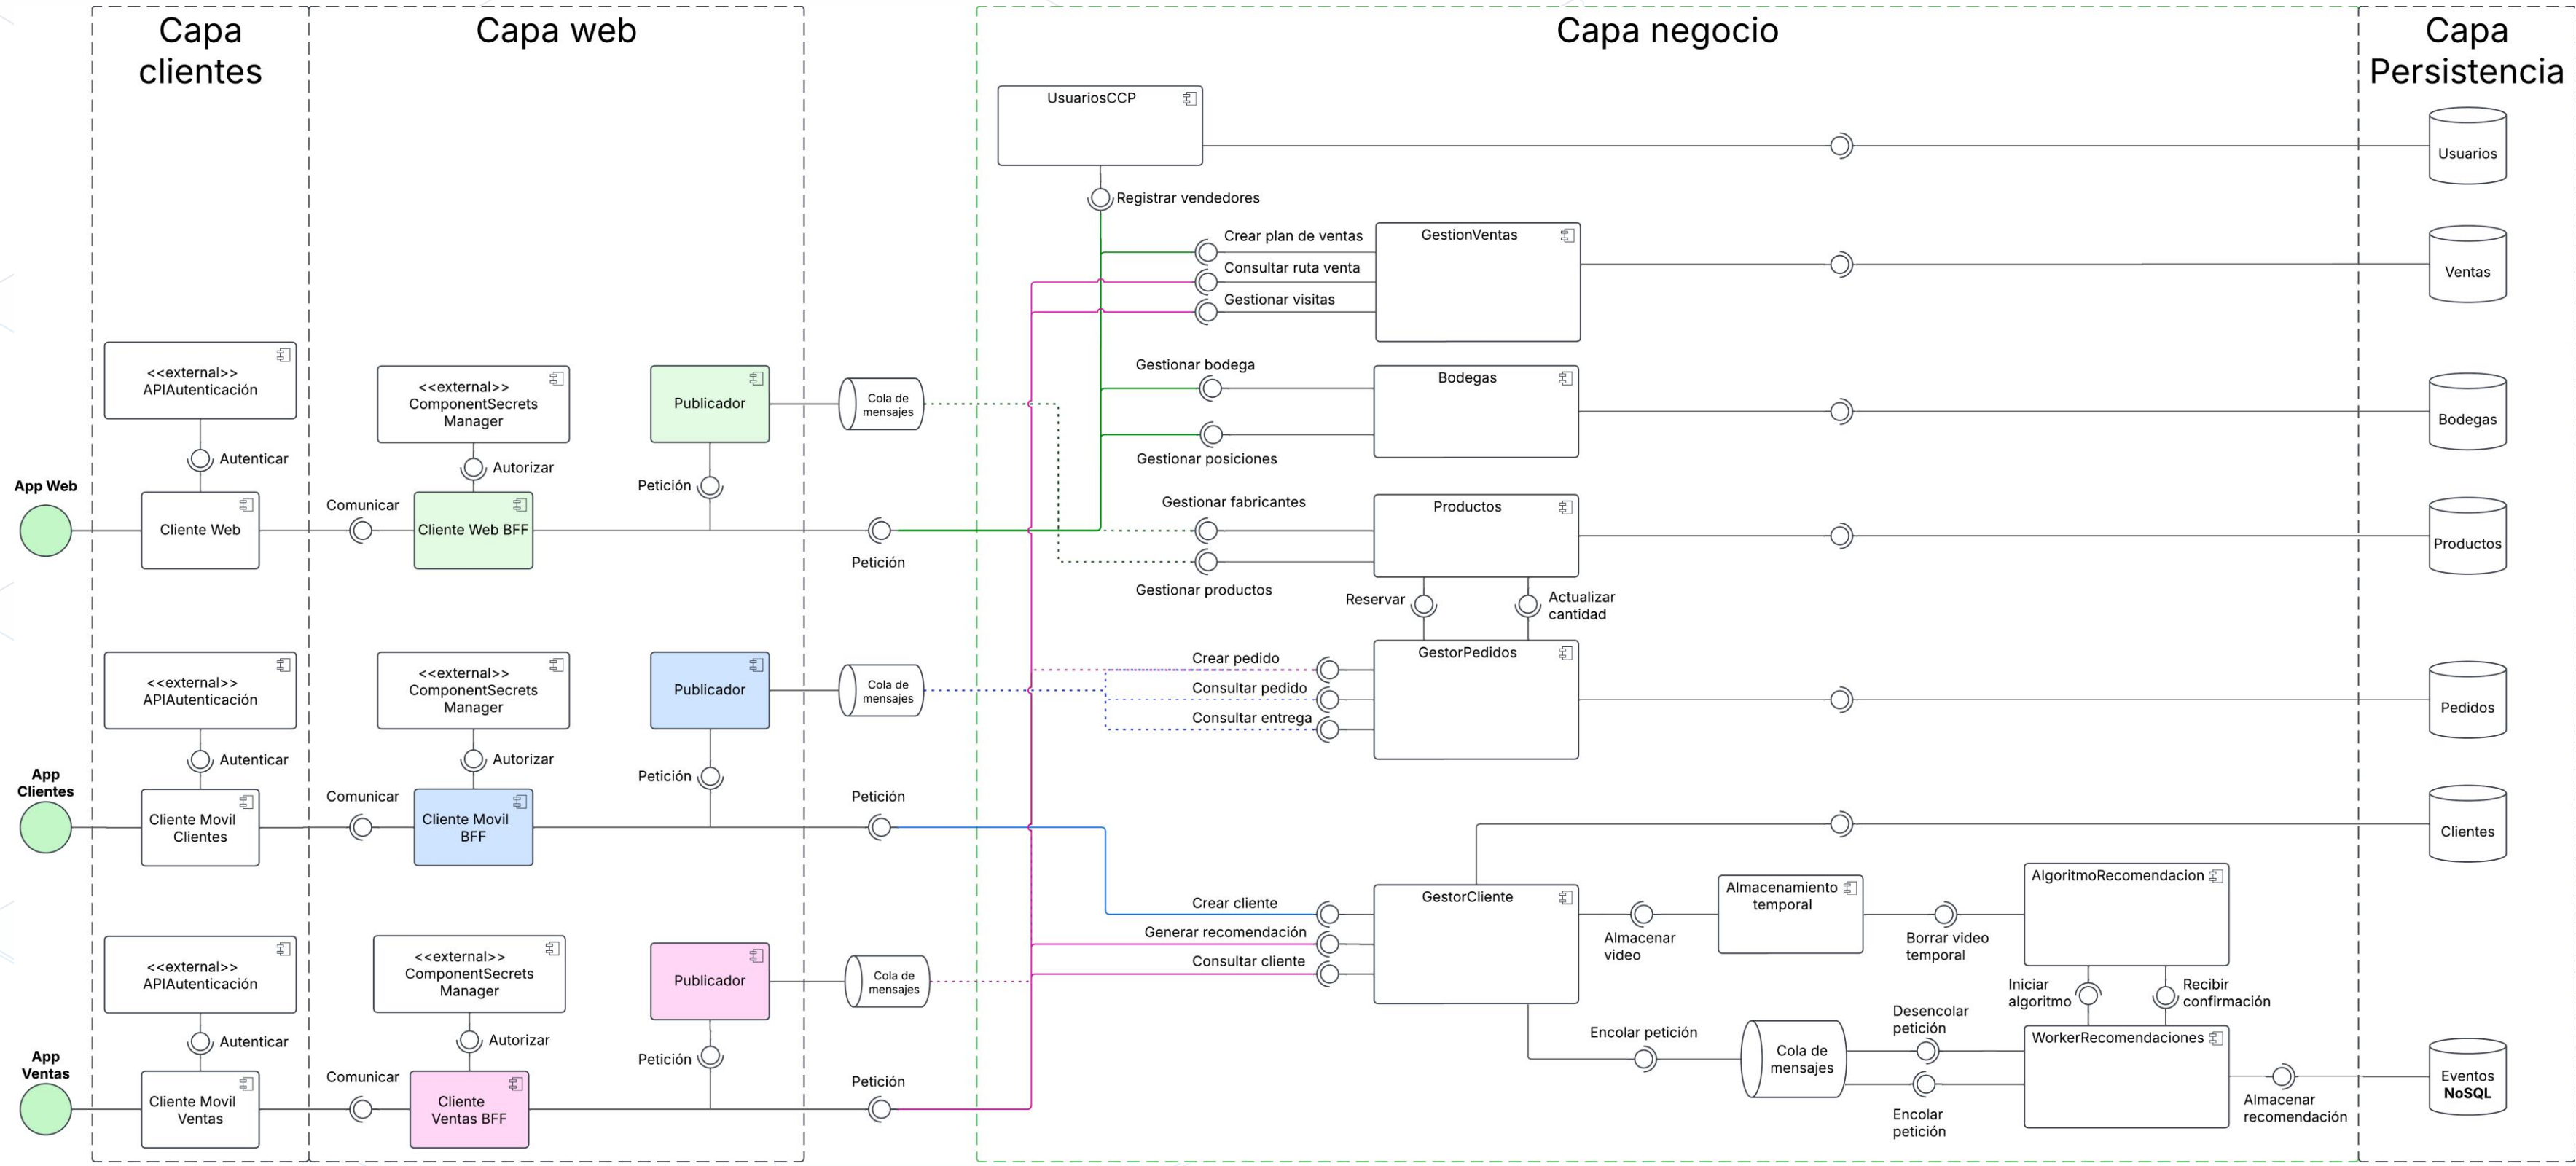 Capa
clientes
Capa web
Capa negocio
Capa
Persistencia
UsuariosCCP
Usuarios
Registrar vendedores
Crear plan de ventas
GestionVentas
Consultar ruta venta
Gestionar visitas
Ventas
<<external>>
APIAutenticación
<<external>>
ComponentSecrets
Manager
Publicador
Cola de
mensajes
Gestionar bodega
Bodegas
Gestionar posiciones
Bodegas
Autenticar
Autorizar
Petición
App Web
Cliente Web
Comunicar
Cliente Web BFF
Petición
Gestionar fabricantes
Productos
Gestionar productos
Productos
Reservar
Actualizar
cantidad
<<external>>
APIAutenticación
<<external>>
ComponentSecrets
Manager
Publicador
Cola de
mensajes
Crear pedido
Consultar pedido
Consultar entrega
GestorPedidos
Pedidos
Autenticar
Autorizar
Petición
App
Clientes
Cliente Movil
Clientes
Comunicar
Cliente Movil
BFF
Petición
Clientes
Crear cliente
Generar recomendación
Consultar cliente
GestorCliente
Almacenar
video
Almacenamiento
temporal
Borrar video
temporal
AlgoritmoRecomendacion
<<external>>
APIAutenticación
<<external>>
ComponentSecrets
Manager
Publicador
Cola de
mensajes
Iniciar
algoritmo
Recibir
confirmación
Autenticar
Autorizar
Petición
App
Ventas
Cliente Movil
Ventas
Comunicar
Cliente
Ventas BFF
Petición
Encolar petición
Cola de
mensajes
Desencolar
petición
Encolar
petición
WorkerRecomendaciones
Almacenar
recomendación
Eventos
NoSQL